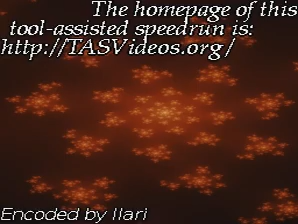 The homepage of this
tool-assisted speedrun is:
http://TASVideos.org/
Encoded by Ilari